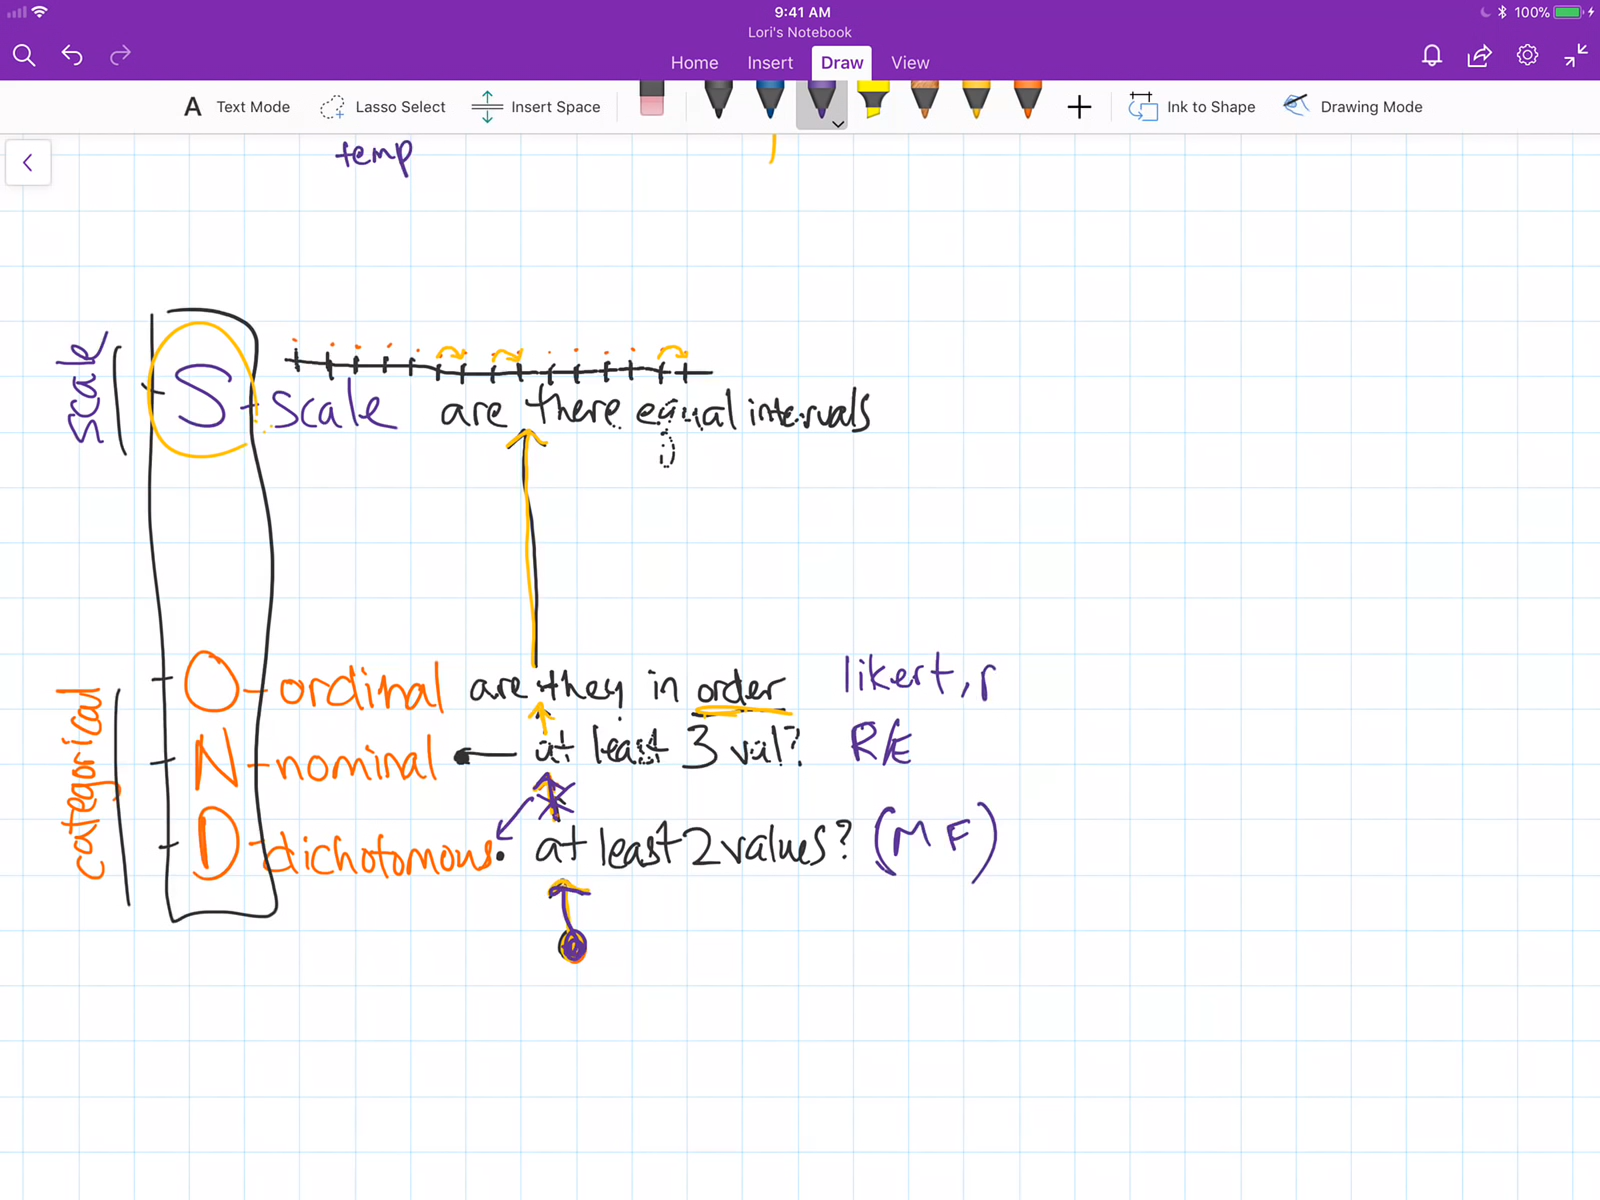 9:41 AM
100%
Lori's Notebook
Home Insert Draw View
A Text Mode Lasso Select Insert Space Ink to Shape Drawing Mode
temp
scale
S - scale are there equal intervals
categorical
O - ordinal are they in order likert, r
N - nominal at least 3 val? R/E
D - dichotomous. at least 2 values? (M F)